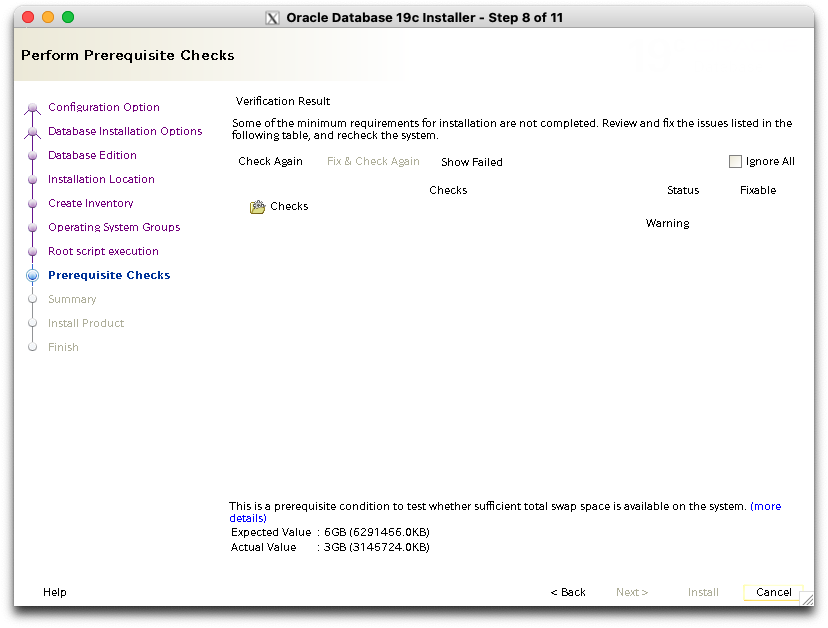 Oracle Database 19c Installer - Step 8 of 11
Perform Prerequisite Checks
Configuration Option
Database Installation Options
Database Edition
Installation Location
Create Inventory
Operating System Groups
Root script execution
Prerequisite Checks
Summary
Install Product
Finish
Verification Result
Some of the minimum requirements for installation are not completed. Review and fix the issues listed in the
following table, and recheck the system.
Check Again Fix & Check Again Show Failed Ignore All
Checks Status Fixable
Checks
Warning
This is a prerequisite condition to test whether sufficient total swap space is available on the system. (more
details)
Expected Value : 6GB (6291456.0KB)
Actual Value : 3GB (3145724.0KB)
Help < Back Next > Install Cancel